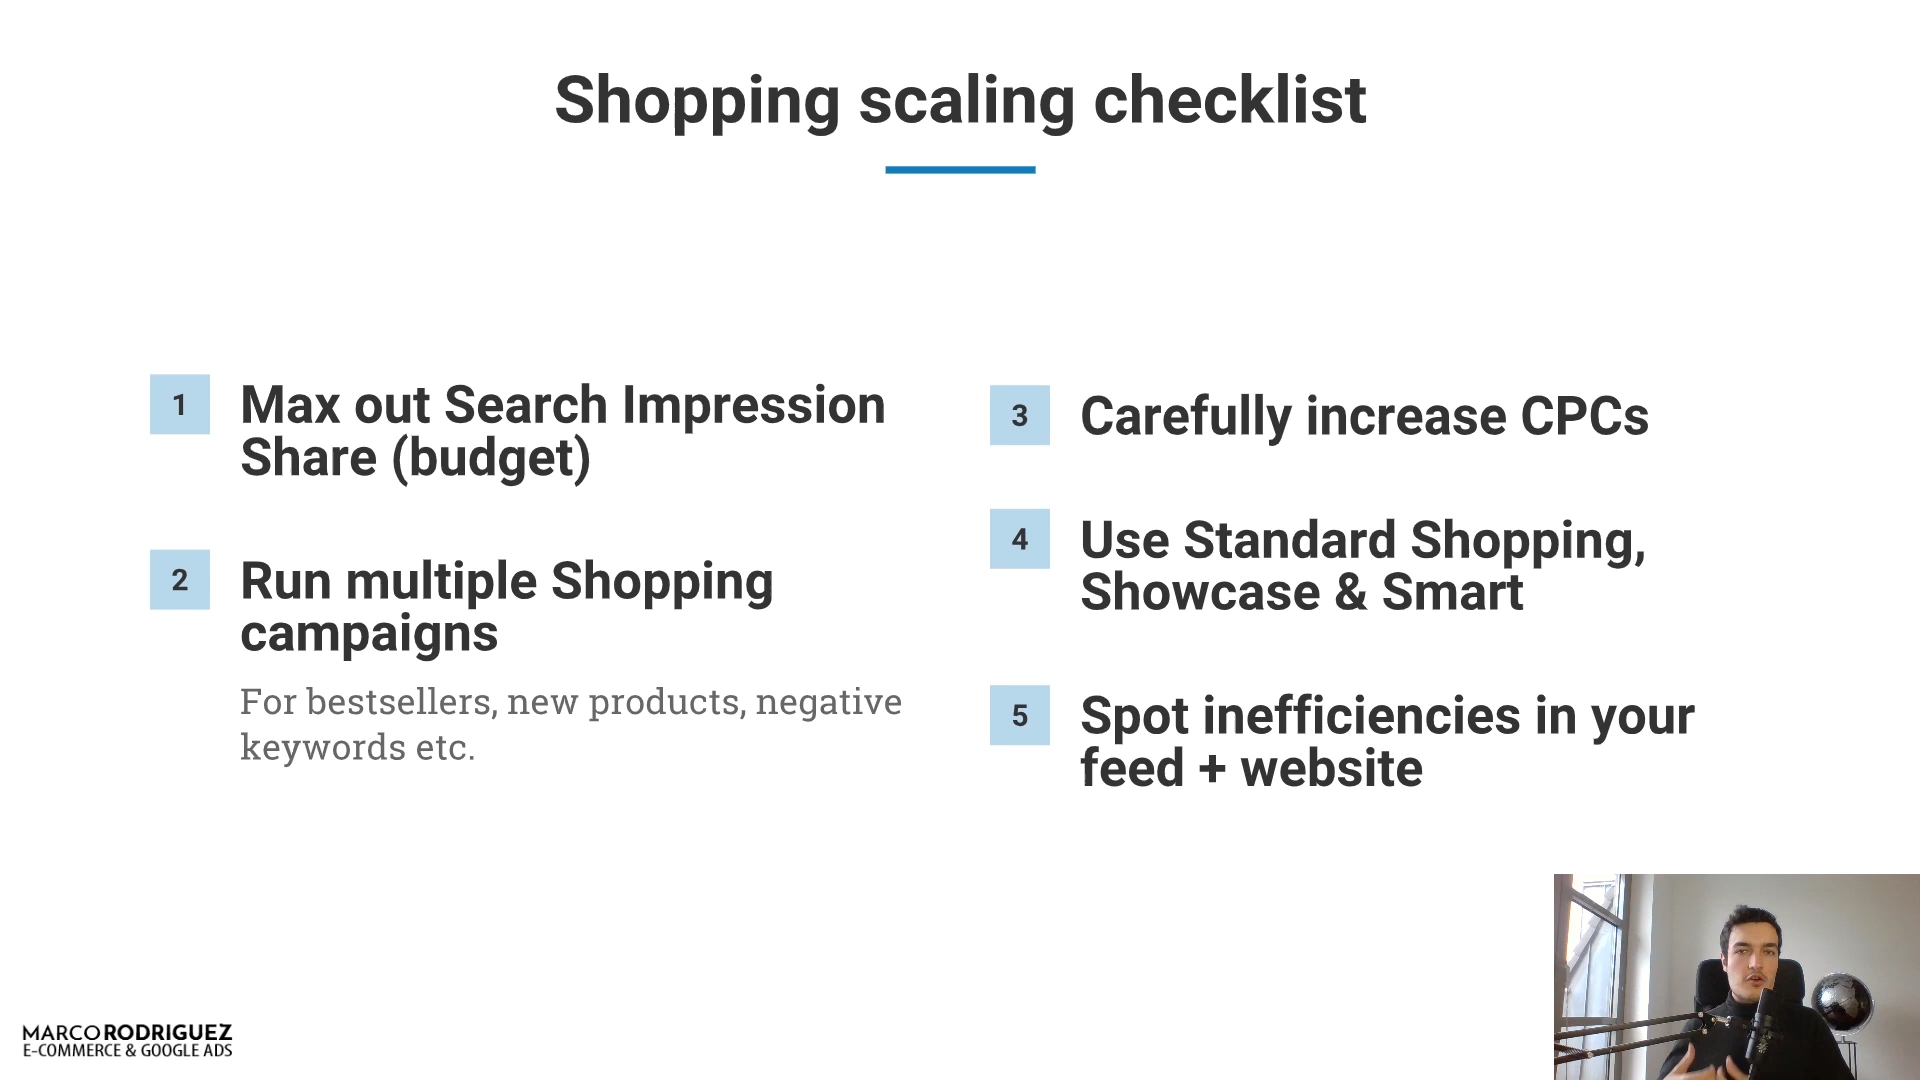 Shopping scaling checklist
1
Max out Search Impression
Share (budget)
2
Run multiple Shopping
campaigns
For bestsellers, new products, negative
keywords etc.
3
Carefully increase CPCs
4
Use Standard Shopping,
Showcase & Smart
5
Spot inefficiencies in your
feed + website
MARCO RODRIGUEZ
E-COMMERCE & GOOGLE ADS